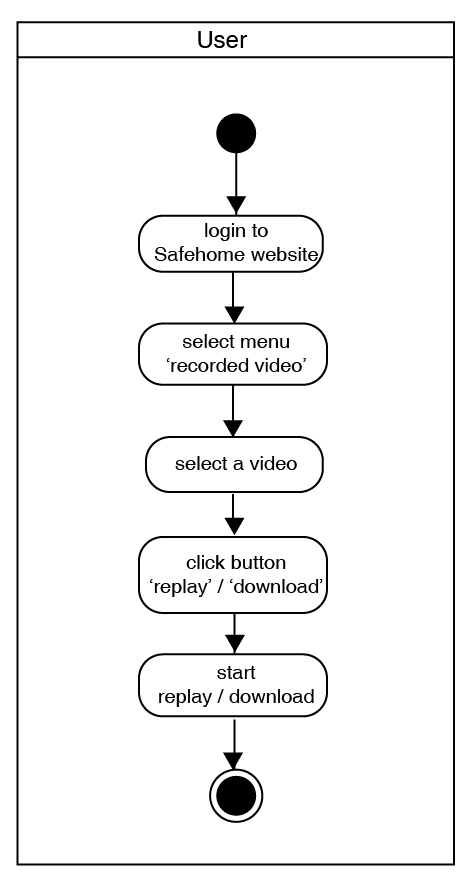 User
login to
Safehome website
select menu
‘recorded video’
select a video
click button
‘replay’ / ‘download’
start
replay / download